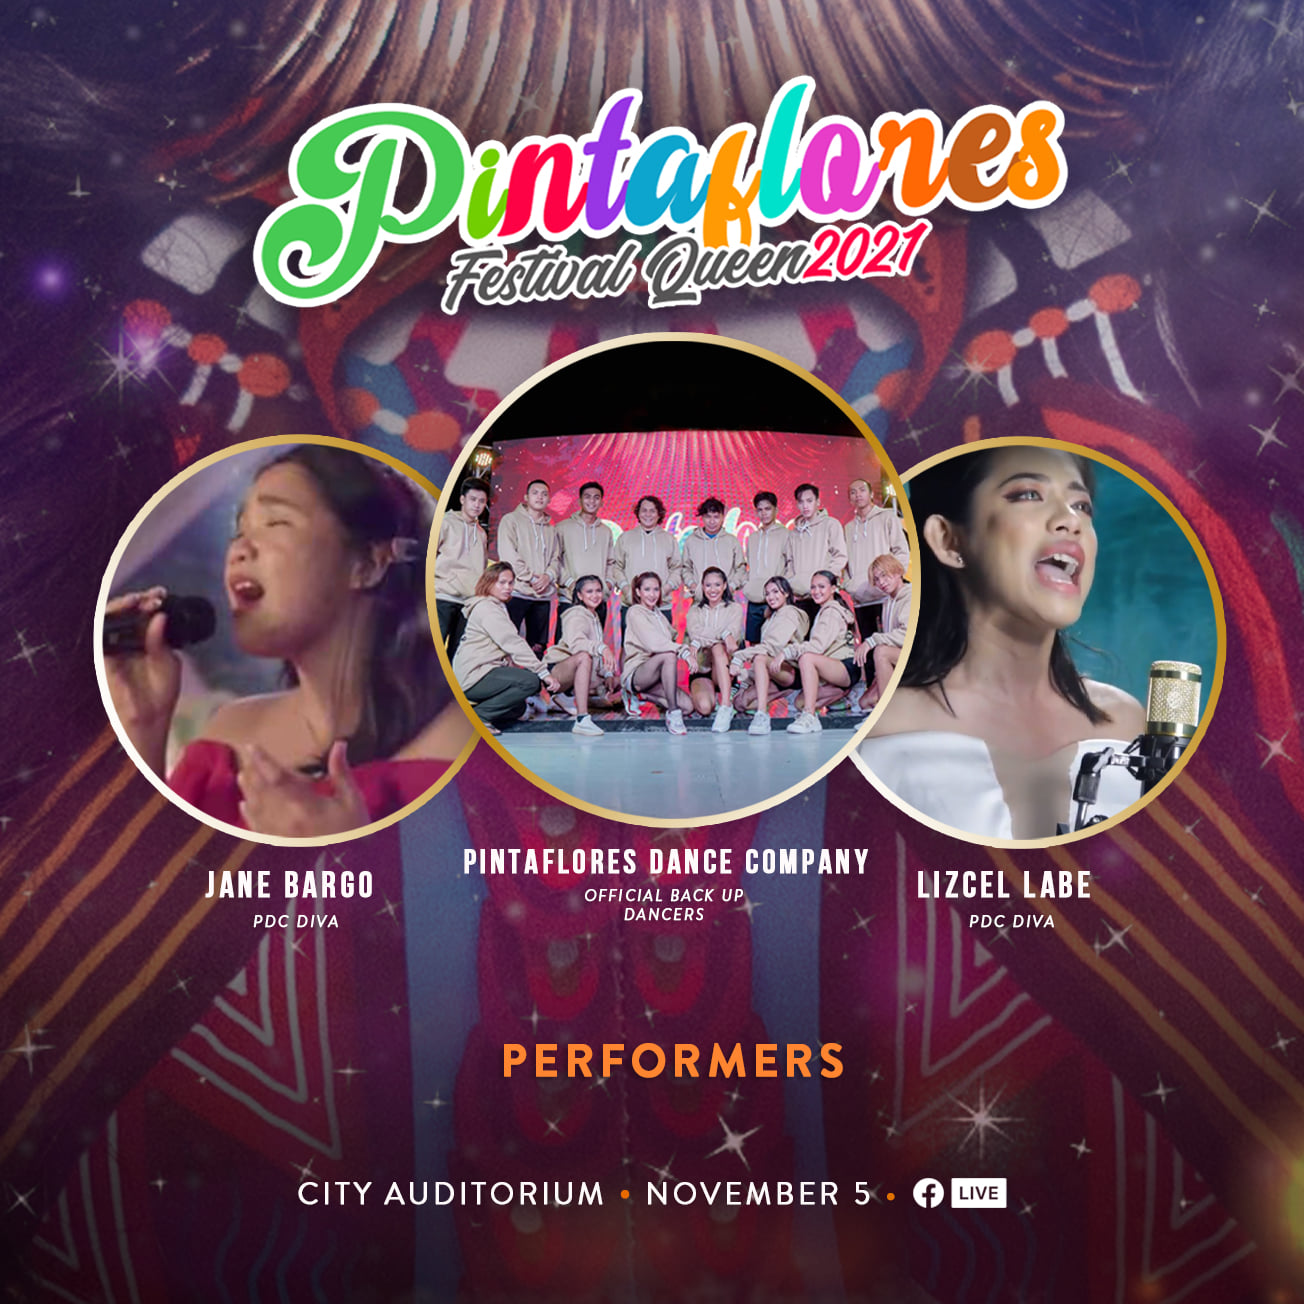 Pintaflores
Festival Queen 2021
JANE BARGO
PDC DIVA
PINTAFLORES DANCE COMPANY
OFFICIAL BACK UP
DANCERS
LIZCEL LABE
PDC DIVA
PERFORMERS
CITY AUDITORIUM • NOVEMBER 5 • LIVE